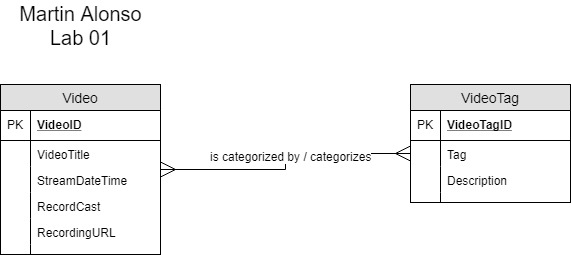 Martin Alonso
Lab 01
Video
PK VideoID
VideoTitle
StreamDateTime
RecordCast
RecordingURL
is categorized by / categorizes
VideoTag
PK VideoTagID
Tag
Description